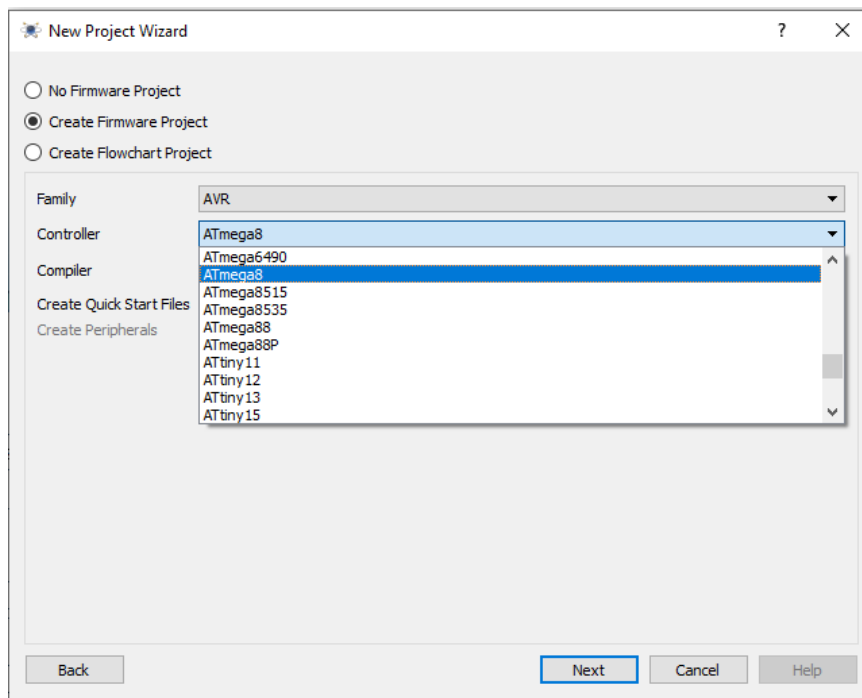 New Project Wizard ?
No Firmware Project
Create Firmware Project
Create Flowchart Project
Family AVR
Controller ATmega8
Compiler
Create Quick Start Files
Create Peripherals
ATmega6490
ATmega8
ATmega8515
ATmega8535
ATmega88
ATmega88P
ATtiny11
ATtiny12
ATtiny13
ATtiny15
Back Next Cancel Help